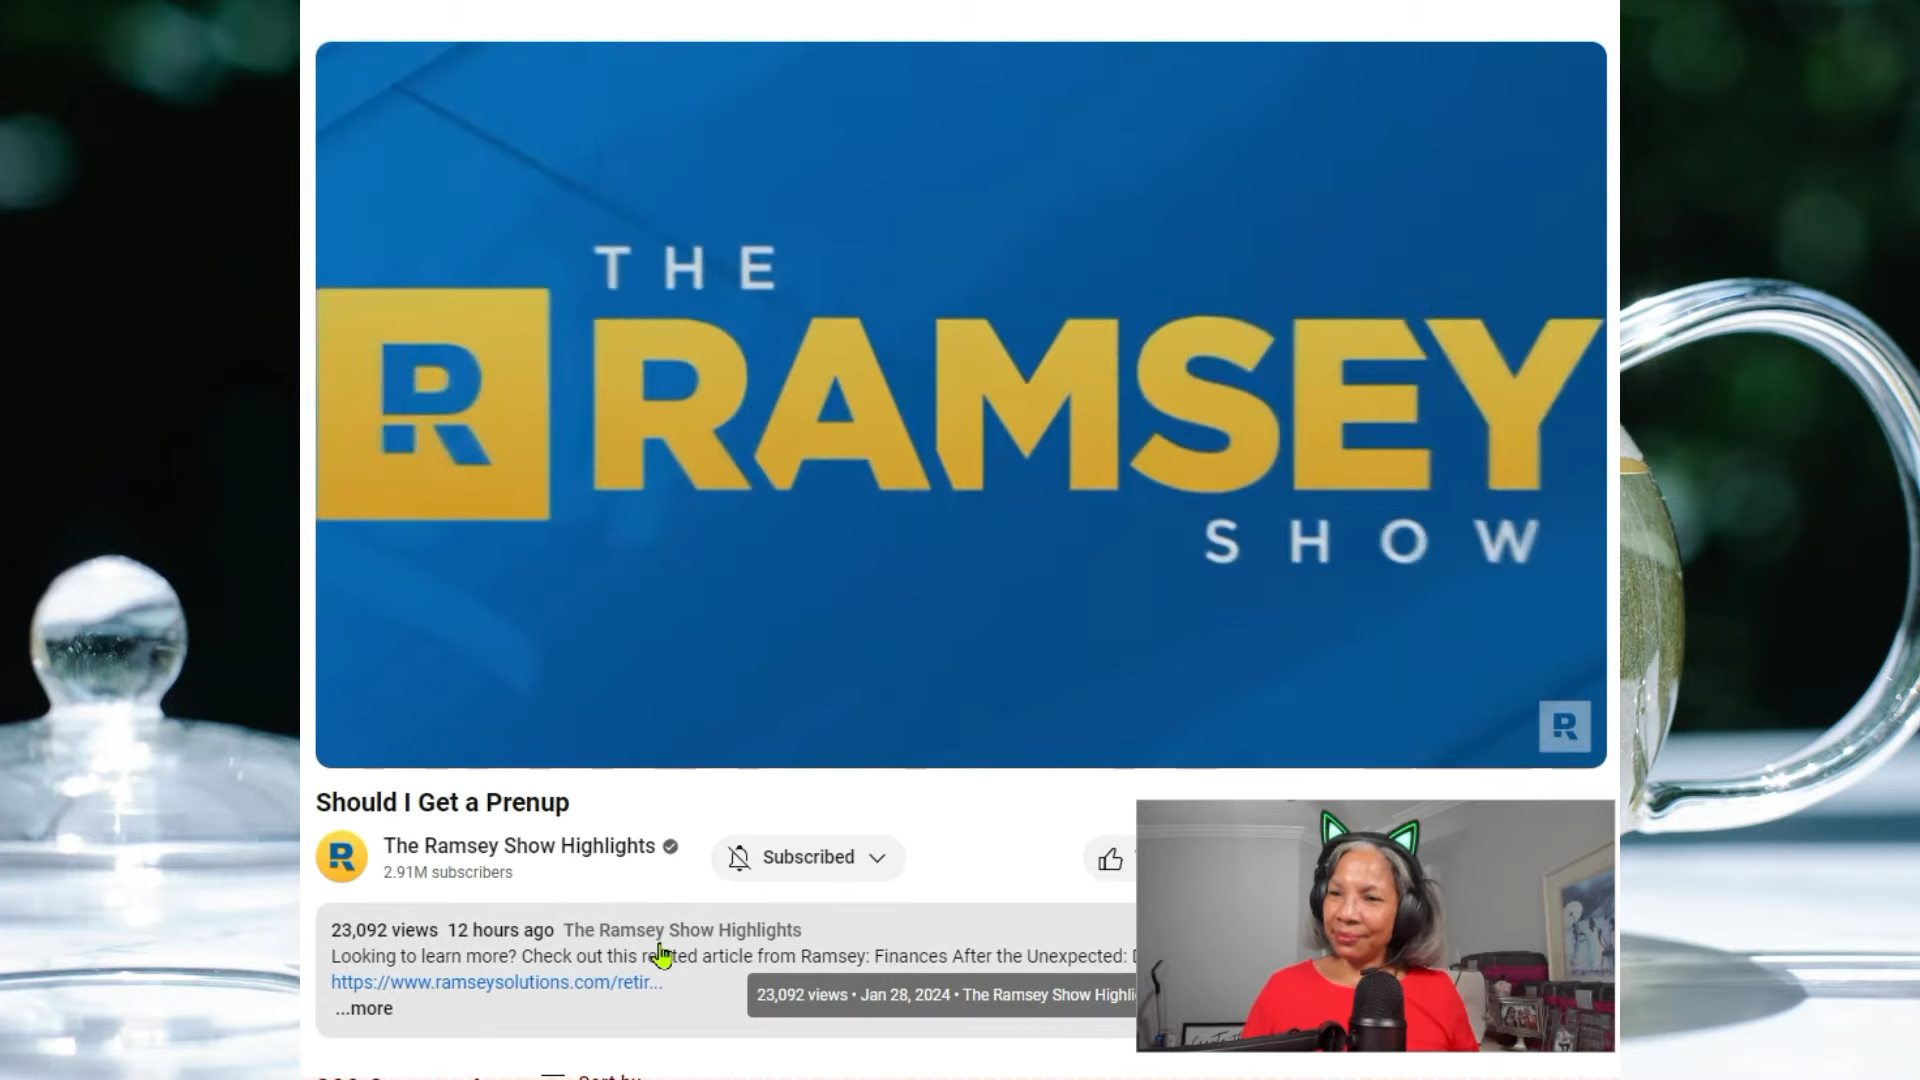 THE
R RAMSEY
SHOW
R
Should I Get a Prenup
The Ramsey Show Highlights
2.91M subscribers
Subscribed
23,092 views 12 hours ago The Ramsey Show Highlights
Looking to learn more? Check out this related article from Ramsey: Finances After the Unexpected:
https://www.ramseysolutions.com/retir...
23,092 views • Jan 28, 2024 • The Ramsey Show Highli
...more